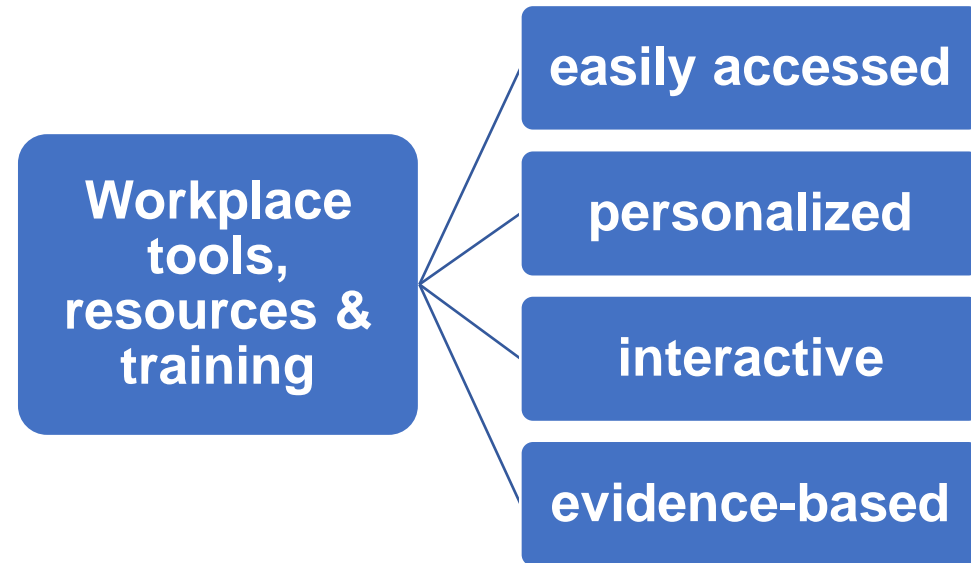 Workplace
tools,
resources &
training
easily accessed
personalized
interactive
evidence-based